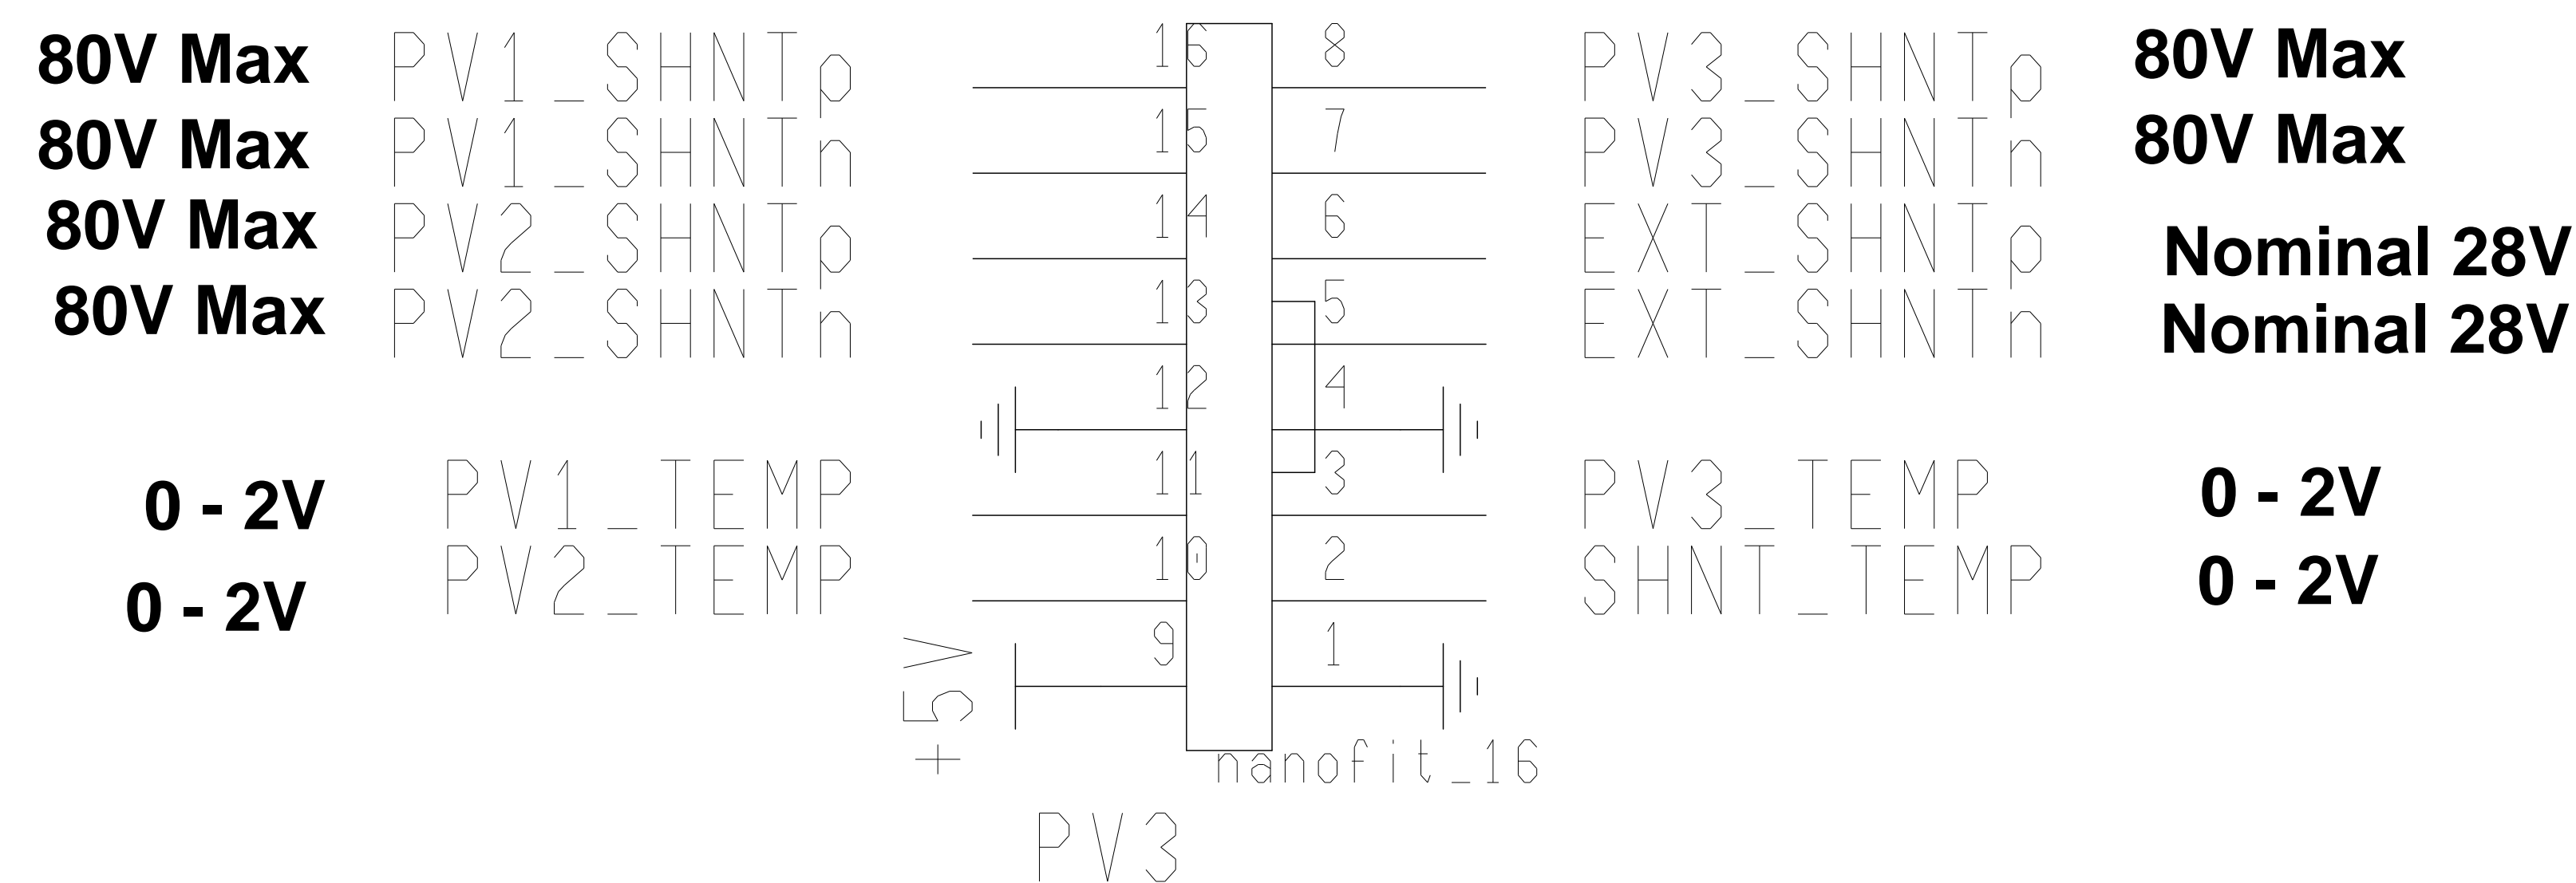 80V Max PV1_SHNTp 16 8 PV3_SHNTp 80V Max
80V Max PV1_SHNTn 15 7 PV3_SHNTn 80V Max
80V Max PV2_SHNTp 14 6 EXT_SHNTp Nominal 28V
80V Max PV2_SHNTn 13 5 EXT_SHNTn Nominal 28V
12 4
0 - 2V PV1_TEMP 11 3 PV3_TEMP 0 - 2V
0 - 2V PV2_TEMP 10 2 SHNT_TEMP 0 - 2V
+5V 9 1
nanofit_16
PV3